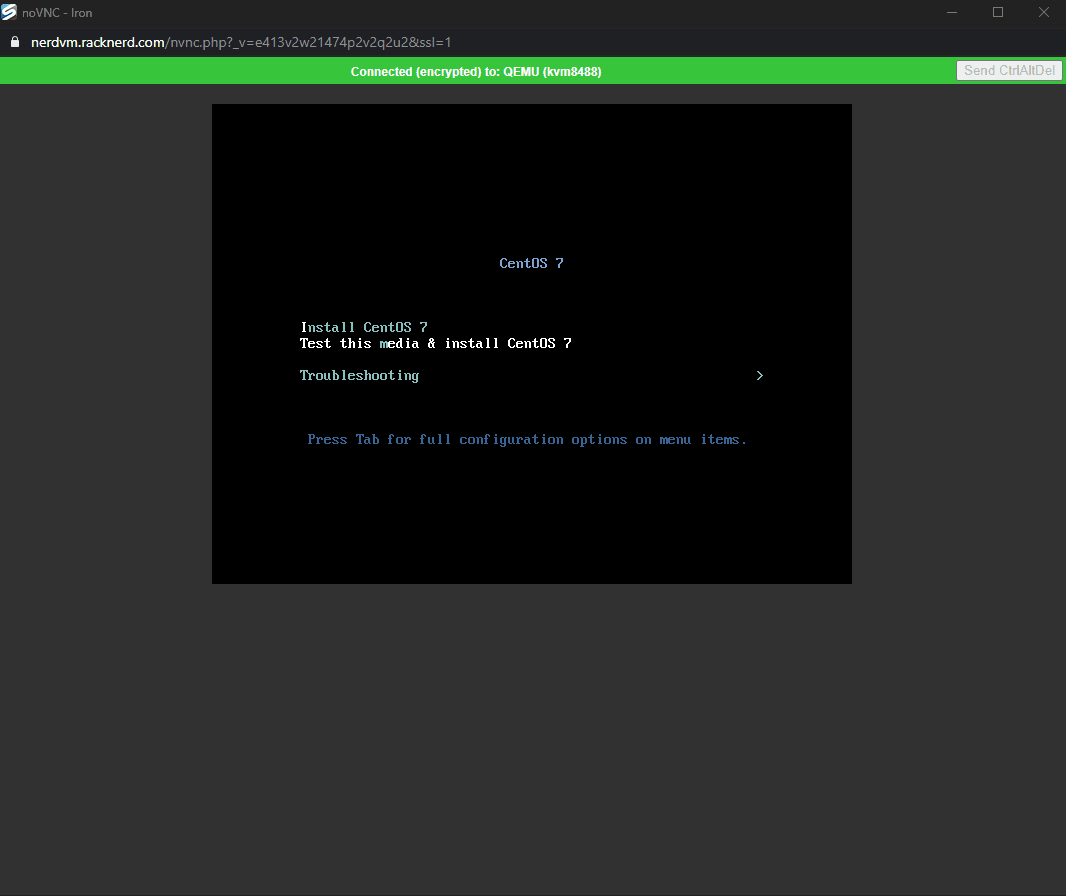 noVNC - Iron
nerdvm.racknerd.com/nvnc.php?_v=e413v2w21474p2v2q2u2&ssl=1
Connected (encrypted) to: QEMU (kvm8488)
Send CtrlAltDel
CentOS 7
Install CentOS 7
Test this media & install CentOS 7
Troubleshooting >
Press Tab for full configuration options on menu items.